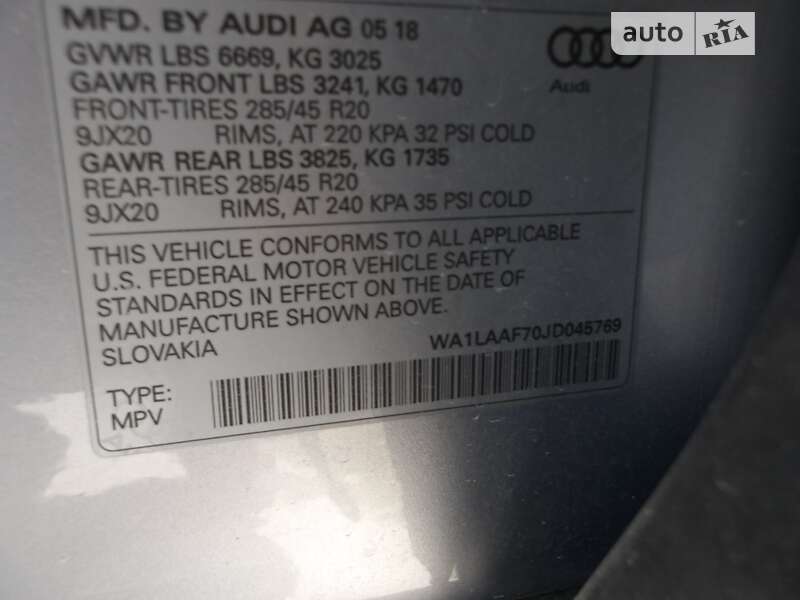 MFD. BY AUDI AG 05 18
GVWR LBS 6669, KG 3025
GAWR FRONT LBS 3241, KG 1470
FRONT-TIRES 285/45 R20
9JX20 RIMS, AT 220 KPA 32 PSI COLD
GAWR REAR LBS 3825, KG 1735
REAR-TIRES 285/45 R20
9JX20 RIMS, AT 240 KPA 35 PSI COLD
Audi
auto RIA
THIS VEHICLE CONFORMS TO ALL APPLICABLE
U.S. FEDERAL MOTOR VEHICLE SAFETY
STANDARDS IN EFFECT ON THE DATE OF
MANUFACTURE SHOWN ABOVE.
SLOVAKIA
WA1LAAF70JD045769
TYPE:
MPV